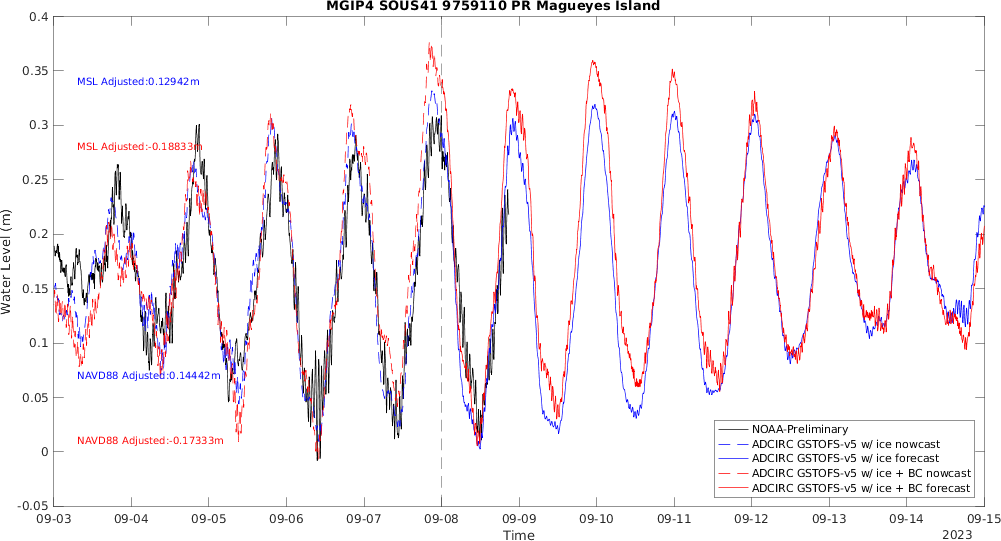 MGIP4 SOUS41 9759110 PR Magueyes Island
0.4
0.35
0.3
0.25
0.2
0.15
0.1
0.05
0
-0.05
Water Level (m)
MSL Adjusted:0.12942m
MSL Adjusted:-0.18833m
NAVD88 Adjusted:0.14442m
NAVD88 Adjusted:-0.17333m
NOAA-Preliminary
ADCIRC GSTOFS-v5 w/ ice nowcast
ADCIRC GSTOFS-v5 w/ ice forecast
ADCIRC GSTOFS-v5 w/ ice + BC nowcast
ADCIRC GSTOFS-v5 w/ ice + BC forecast
09-03 09-04 09-05 09-06 09-07 09-08 09-09 09-10 09-11 09-12 09-13 09-14 09-15
Time
2023